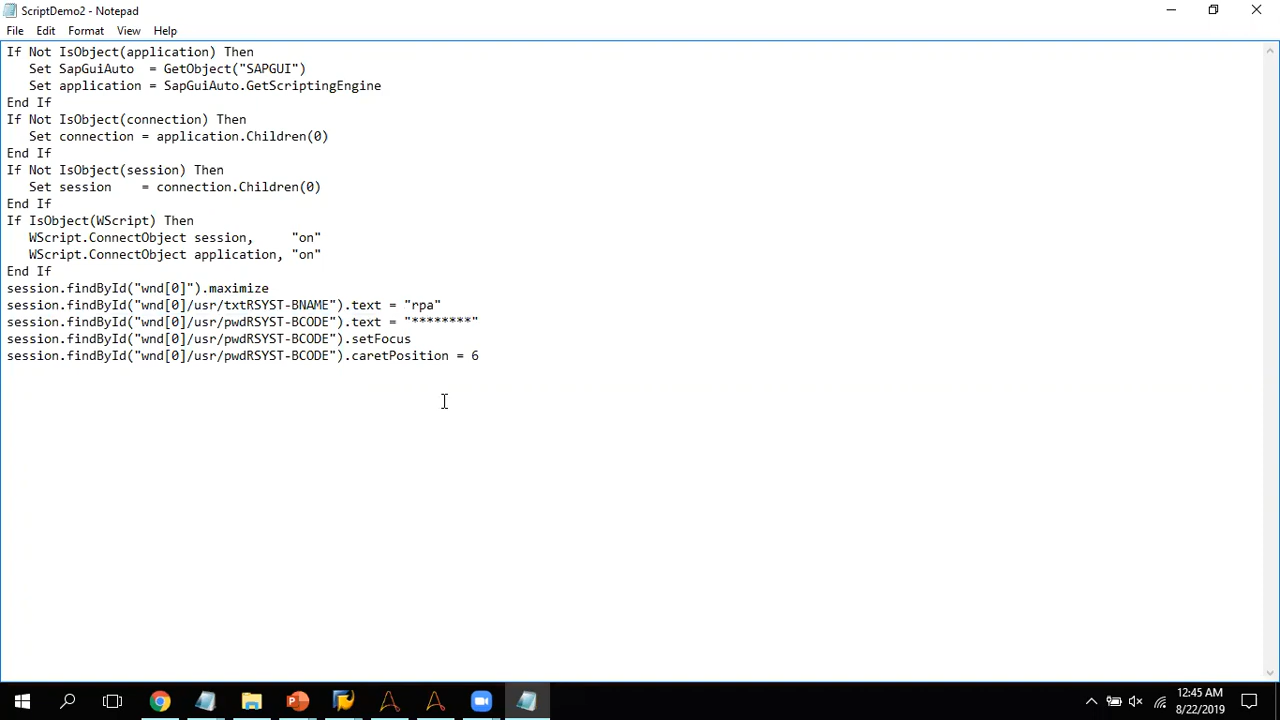 ScriptDemo2 - Notepad
File Edit Format View Help
If Not IsObject(application) Then
   Set SapGuiAuto  = GetObject("SAPGUI")
   Set application = SapGuiAuto.GetScriptingEngine
End If
If Not IsObject(connection) Then
   Set connection = application.Children(0)
End If
If Not IsObject(session) Then
   Set session    = connection.Children(0)
End If
If IsObject(WScript) Then
   WScript.ConnectObject session,     "on"
   WScript.ConnectObject application, "on"
End If
session.findById("wnd[0]").maximize
session.findById("wnd[0]/usr/txtRSYST-BNAME").text = "rpa"
session.findById("wnd[0]/usr/pwdRSYST-BCODE").text = "********"
session.findById("wnd[0]/usr/pwdRSYST-BCODE").setFocus
session.findById("wnd[0]/usr/pwdRSYST-BCODE").caretPosition = 6
12:45 AM
8/22/2019